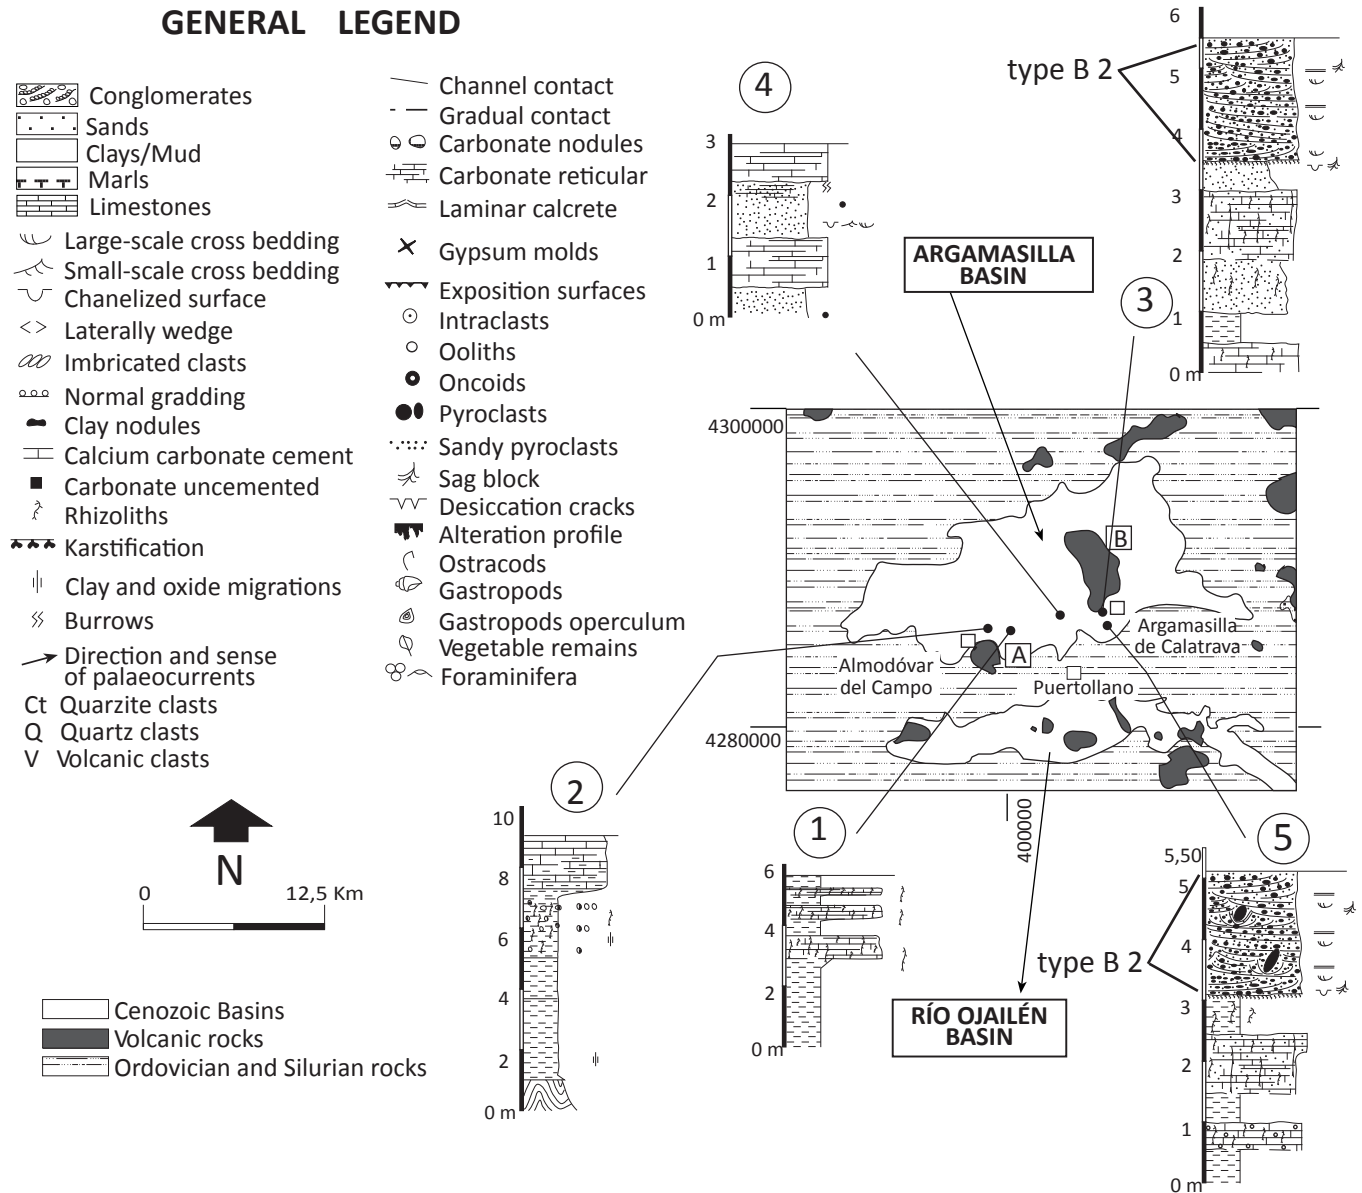 GENERAL LEGEND
Conglomerates
Sands
Clays/Mud
Marls
Limestones
Large-scale cross bedding
Small-scale cross bedding
Chanelized surface
Laterally wedge
Imbricated clasts
Normal gradding
Clay nodules
Calcium carbonate cement
Carbonate uncemented
Rhizoliths
Karstification
Clay and oxide migrations
Burrows
Direction and sense
of palaeocurrents
Ct Quarzite clasts
Q Quartz clasts
V Volcanic clasts
Channel contact
Gradual contact
Carbonate nodules
Carbonate reticular
Laminar calcrete
Gypsum molds
Exposition surfaces
Intraclasts
Ooliths
Oncoids
Pyroclasts
Sandy pyroclasts
Sag block
Desiccation cracks
Alteration profile
Ostracods
Gastropods
Gastropods operculum
Vegetable remains
Foraminifera
N
0 12,5 Km
Cenozoic Basins
Volcanic rocks
Ordovician and Silurian rocks
4
3
2
1
0 m
type B 2
6
5
4
3
2
1
0 m
3
ARGAMASILLA
BASIN
4300000
4280000
400000
B
A
Argamasilla
de Calatrava
Almodóvar
del Campo
Puertollano
2
10
8
6
4
2
0 m
1
6
4
2
0 m
RÍO OJAILÉN
BASIN
5
5,50
5
4
3
2
1
0 m
type B 2